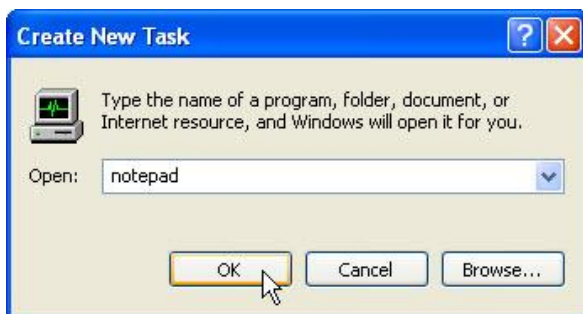 Create New Task
Type the name of a program, folder, document, or
Internet resource, and Windows will open it for you.
Open: notepad
OK Cancel Browse...